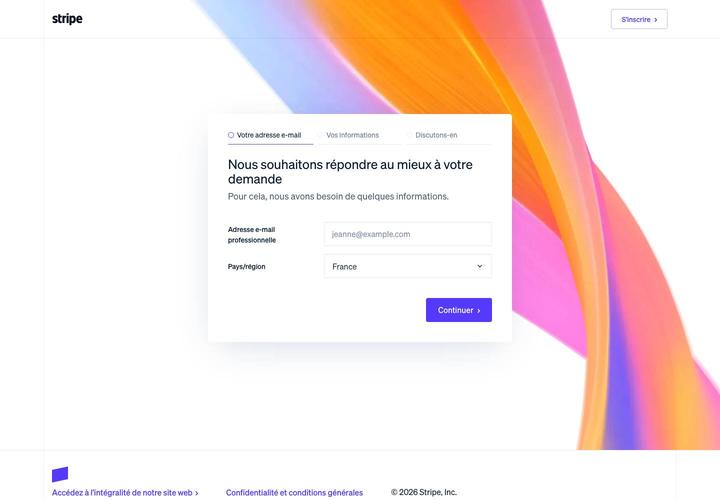 stripe
S'inscrire
Votre adresse e-mail
Vos informations
Discutons-en
Nous souhaitons répondre au mieux à votre
demande
Pour cela, nous avons besoin de quelques informations.
Adresse e-mail
professionnelle
jeanne@example.com
Pays/région
France
Continuer
Accédez à l'intégralité de notre site web
Confidentialité et conditions générales
© 2026 Stripe, Inc.